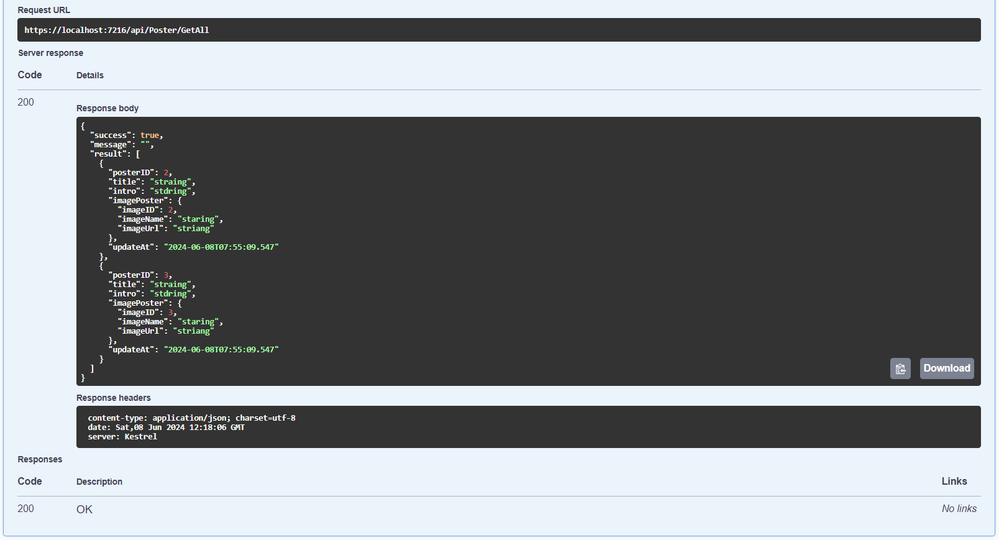 Request URL
https://localhost:7216/api/Poster/GetAll
Server response
Code Details
200
Response body
{
  "success": true,
  "message": "",
  "result": [
    {
      "posterID": 2,
      "title": "straing",
      "intro": "stdring",
      "imagePoster": {
        "imageID": 2,
        "imageName": "staring",
        "imageUrl": "striang"
      },
      "updateAt": "2024-06-08T07:55:09.547"
    },
    {
      "posterID": 3,
      "title": "straing",
      "intro": "stdring",
      "imagePoster": {
        "imageID": 3,
        "imageName": "staring",
        "imageUrl": "striang"
      },
      "updateAt": "2024-06-08T07:55:09.547"
    }
  ]
}
Download
Response headers
content-type: application/json; charset=utf-8
date: Sat,08 Jun 2024 12:18:06 GMT
server: Kestrel
Responses
Code Description Links
200 OK No links